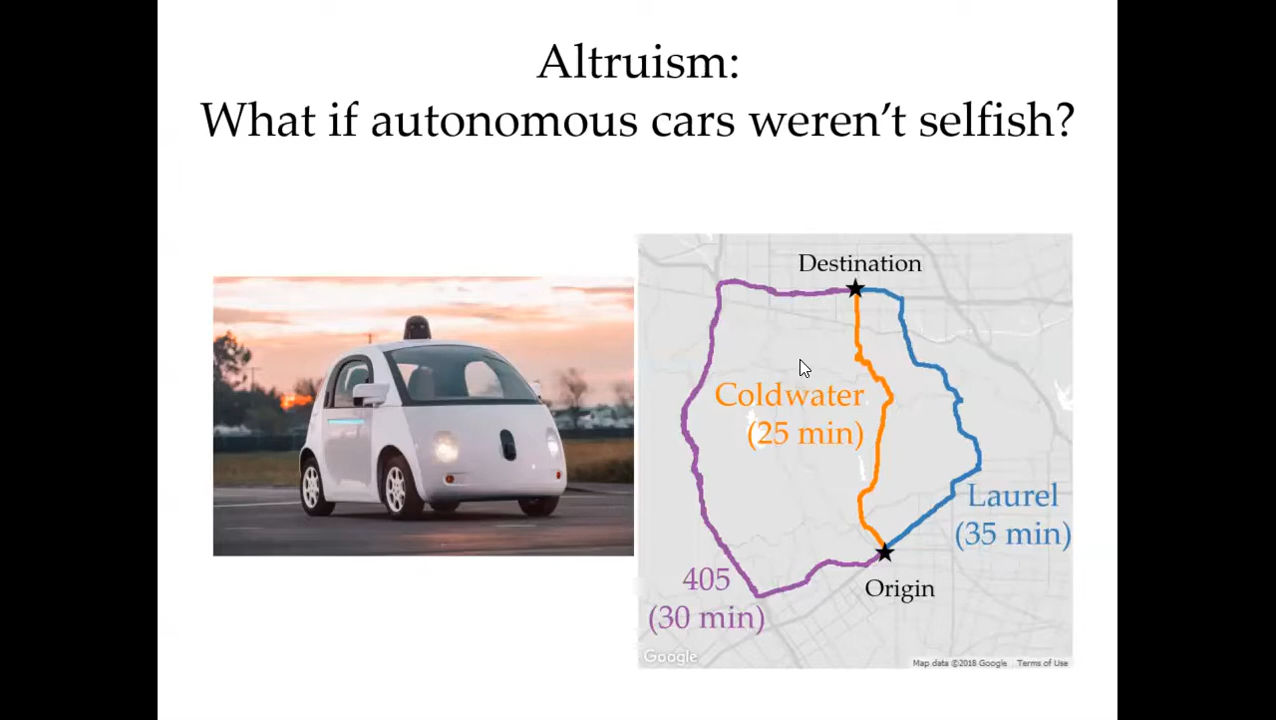 Altruism:
What if autonomous cars weren't selfish?
Destination
Coldwater
(25 min)
Laurel
(35 min)
405
(30 min)
Origin
Google
Map data ©2018 Google
Terms of Use